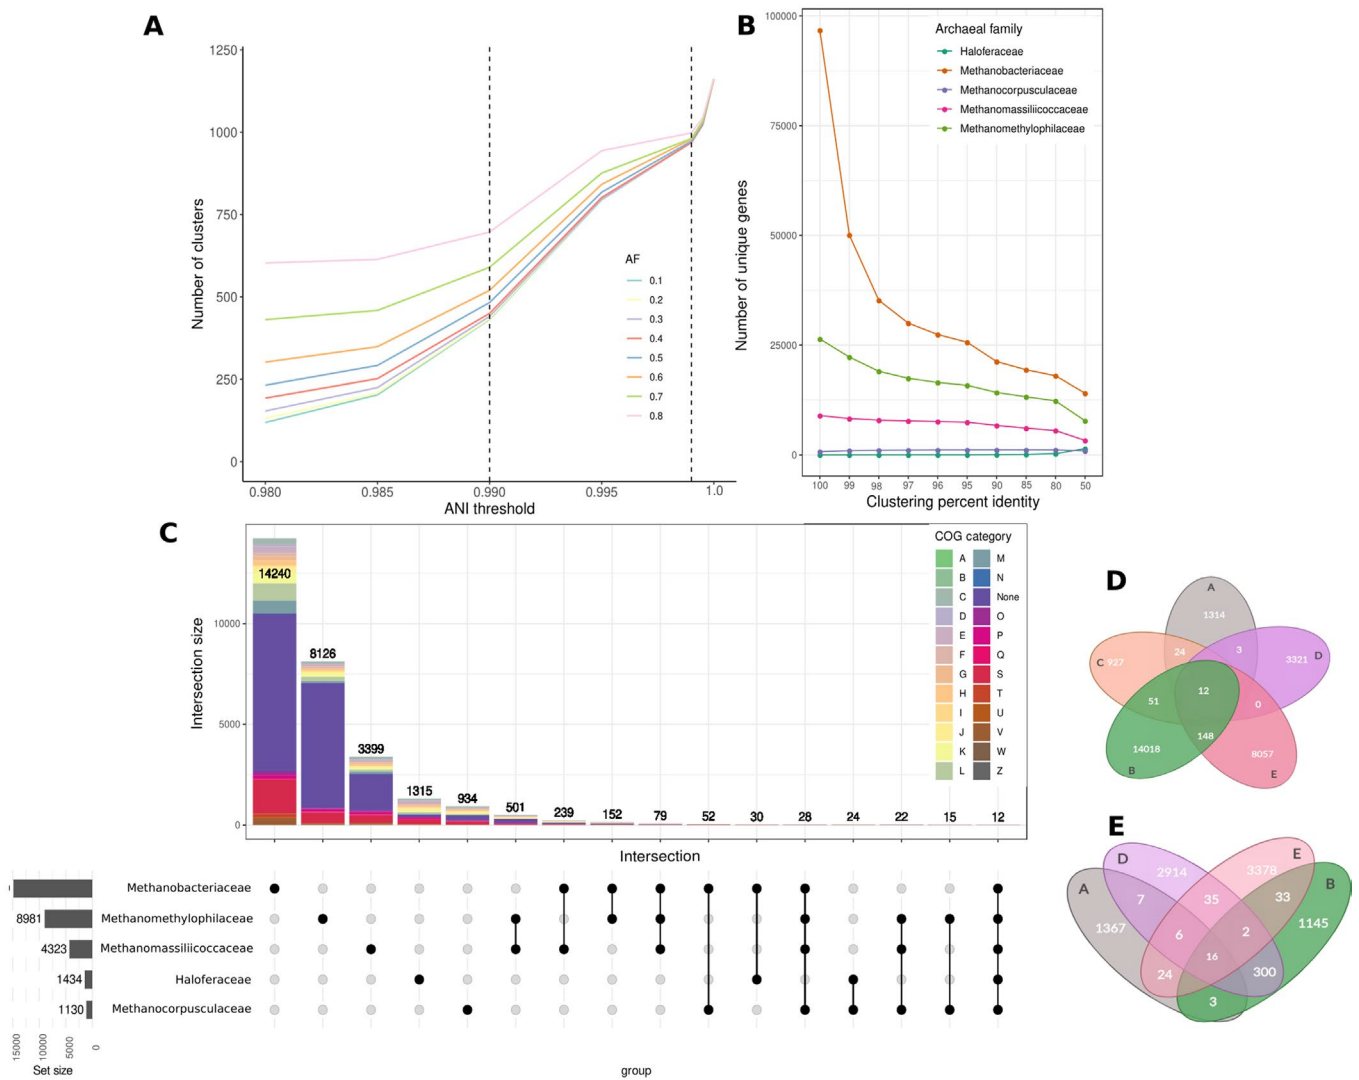 A
1250
1000
750
500
250
0
Number of clusters
0.980
0.985
0.990
0.995
1.0
ANI threshold
AF
0.1
0.2
0.3
0.4
0.5
0.6
0.7
0.8
B
100000
75000
50000
25000
0
Number of unique genes
100 99 98 97 96 95 90 85 80 50
Clustering percent identity
Archaeal family
Haloferaceae
Methanobacteriaceae
Methanocorpusculaceae
Methanomassiliicoccaceae
Methanomethylophilaceae
C
Intersection size
10000
5000
0
14240
8126
3399
1315
934
501
239
152
79
52
30
28
24
22
15
12
COG category
A M
B N
C None
D O
E P
F Q
G S
H T
I U
J V
K W
L Z
Intersection
Methanobacteriaceae
8981 Methanomethylophilaceae
4323 Methanomassiliicoccaceae
1434 Haloferaceae
1130 Methanocorpusculaceae
15000
10000
5000
0
Set size
group
D
A
1314
C 927
24
3
3321 D
51
12
0
14018
148
8057
B
E
E
D
E
A
B
2914
3378
7
35
33
1367
1145
6
2
16
24
300
3